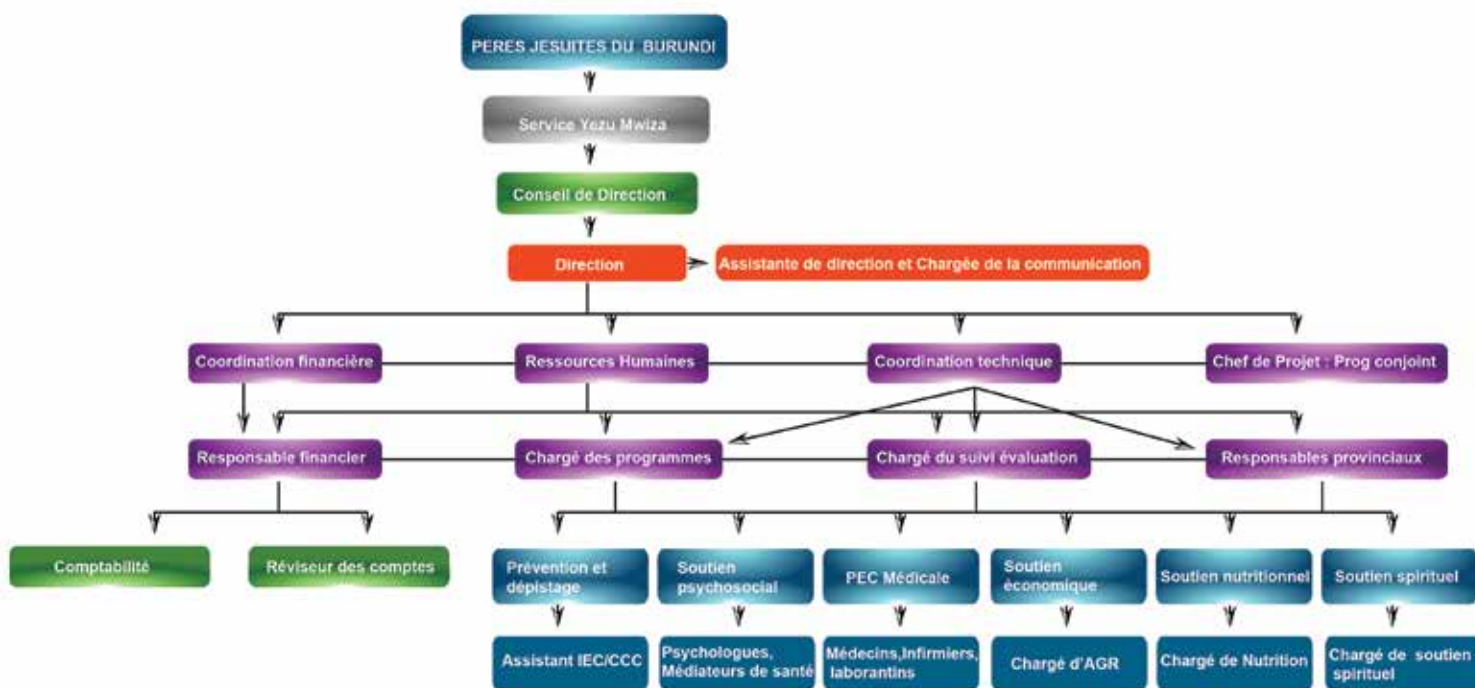 PERES JESUITES DU BURUNDI
Service Yezu Mwiza
Conseil de Direction
Direction
Assistante de direction et Chargée de la communication
Coordination financière
Ressources Humaines
Coordination technique
Chef de Projet : Prog conjoint
Responsable financier
Chargé des programmes
Chargé du suivi évaluation
Responsables provinciaux
Comptabilité
Réviseur des comptes
Prévention et
dépistage
Soutien
psychosocial
PEC Médicale
Soutien
économique
Soutien nutritionnel
Soutien spirituel
Assistant IEC/CCC
Psychologues,
Médiateurs de santé
Médecins,Infirmiers,
laborantins
Chargé d'AGR
Chargé de Nutrition
Chargé de soutien
spirituel